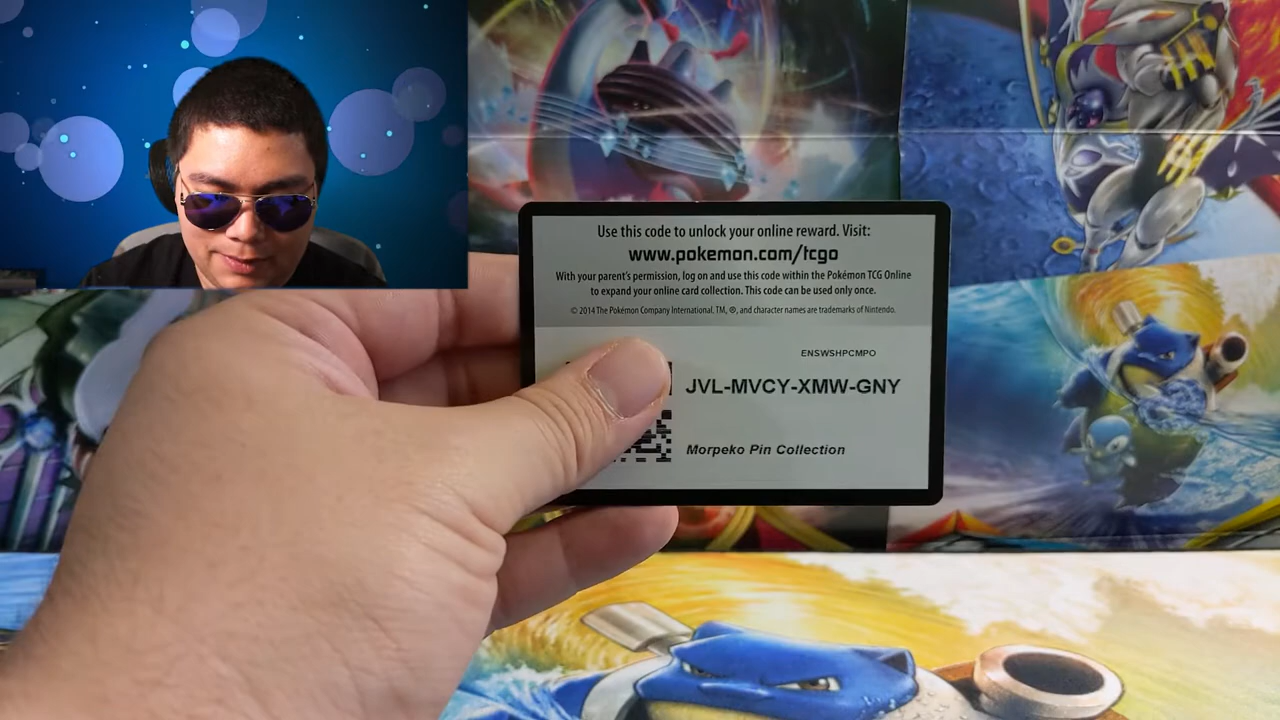 Use this code to unlock your online reward. Visit:
www.pokemon.com/tcgo
With your parent's permission, log on and use this code within the Pokémon TCG Online
to expand your online card collection. This code can be used only once.
© 2014 The Pokémon Company International, TM, ®, and character names are trademarks of Nintendo.
ENSWSHPCMPO
JVL-MVCY-XMW-GNY
Morpeko Pin Collection